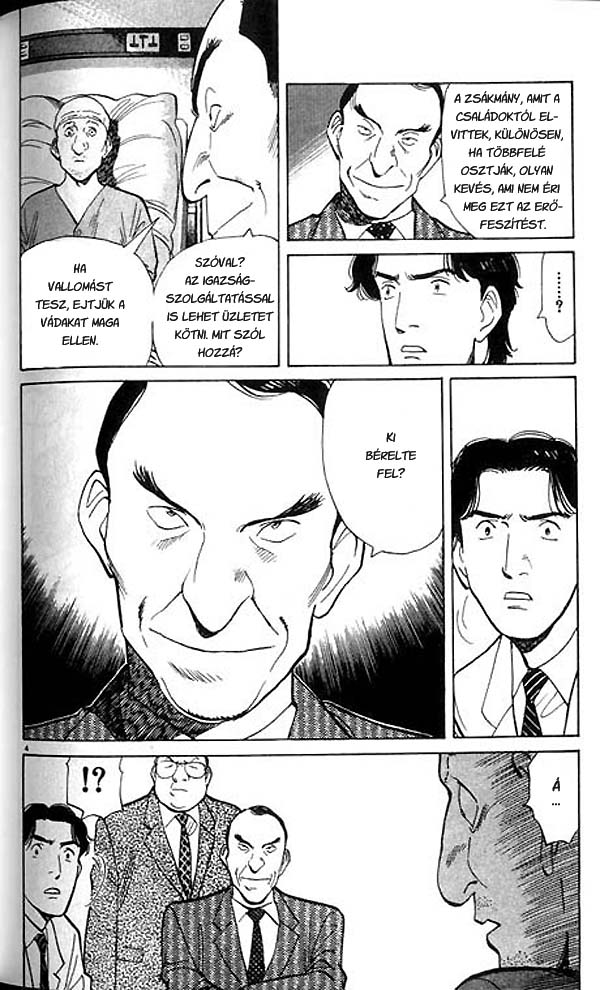 A ZSÁKMÁNY, AMIT A
CSALÁDOKTÓL EL-
VITTEK, KÜLÖNÖSEN,
HA TÖBBFELÉ
OSZTJÁK, OLYAN
KEVÉS, AMI NEM ÉRI
MEG EZT AZ ERŐ-
FESZÍTÉST.
SZÓVAL?
AZ IGAZSÁG-
SZOLGÁLTATÁSSAL
IS LEHET ÜZLETET
KÖTNI. MIT SZÓL
HOZZÁ?
HA
VALLOMÁST
TESZ, EJTJÜK A
VÁDAKAT MAGA
ELLEN.
......?
KI
BÉRELTE
FEL?
Á
...
!?
4